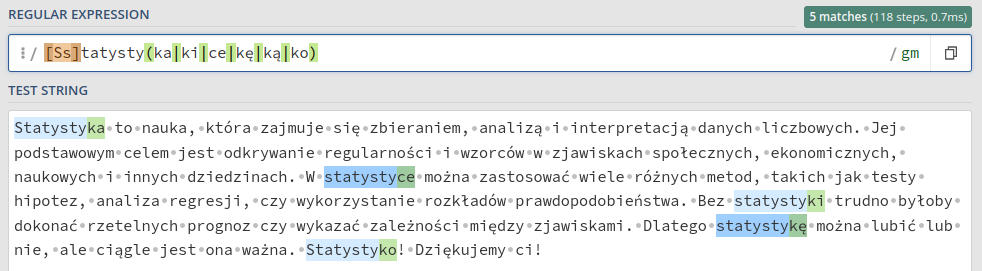 REGULAR EXPRESSION
5 matches (118 steps, 0.7ms)
/ [Ss]tatysty(ka|ki|ce|kę|ką|ko) / gm
TEST STRING
Statystyka to nauka, która zajmuje się zbieraniem, analizą i interpretacją danych liczbowych. Jej
podstawowym celem jest odkrywanie regularności i wzorców w zjawiskach społecznych, ekonomicznych,
naukowych i innych dziedzinach. W statystyce można zastosować wiele różnych metod, takich jak testy
hipotez, analiza regresji, czy wykorzystanie rozkładów prawdopodobieństwa. Bez statystyki trudno byłoby
dokonać rzetelnych prognoz czy wykazać zależności między zjawiskami. Dlatego statystykę można lubić lub
nie, ale ciągle jest ona ważna. Statystyko! Dziękujemy ci!